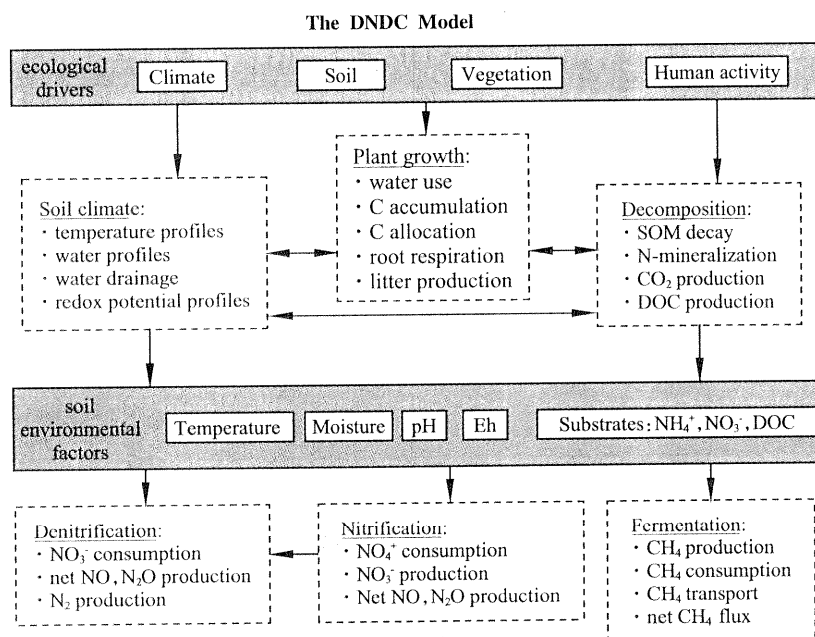 The DNDC Model
ecological drivers
Climate
Soil
Vegetation
Human activity
Plant growth:
· water use
· C accumulation
· C allocation
· root respiration
· litter production
Soil climate:
· temperature profiles
· water profiles
· water drainage
· redox potential profiles
Decomposition:
· SOM decay
· N-mineralization
· CO₂ production
· DOC production
soil environmental factors
Temperature
Moisture
pH
Eh
Substrates:NH₄⁺,NO₃⁻,DOC
Denitrification:
· NO₃⁻ consumption
· net NO,N₂O production
· N₂ production
Nitrification:
· NO₄⁺ consumption
· NO₃⁻ production
· Net NO,N₂O production
Fermentation:
· CH₄ production
· CH₄ consumption
· CH₄ transport
· net CH₄ flux